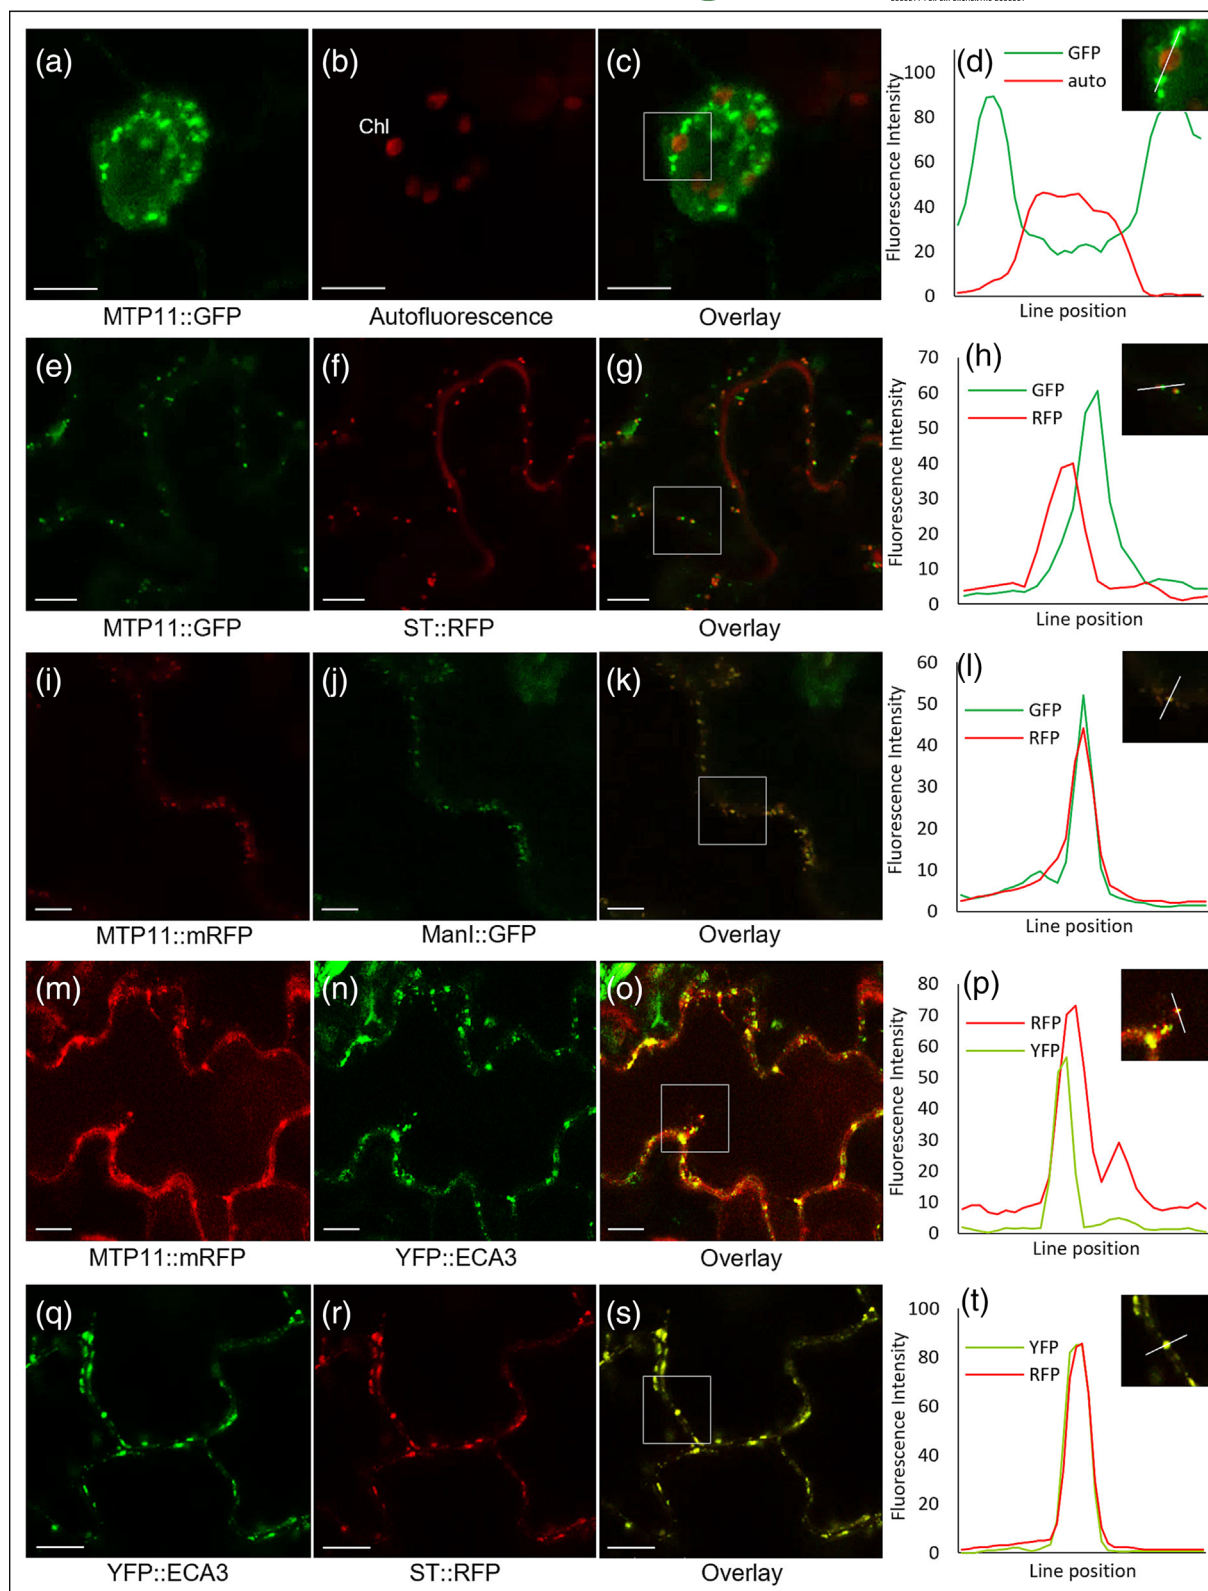 (a)
(b)
Chl
(c)
(d)
GFP
auto
Fluorescence Intensity
100
80
60
40
20
0
Line position
MTP11::GFP
Autofluorescence
Overlay
(e)
(f)
(g)
(h)
GFP
RFP
Fluorescence Intensity
70
60
50
40
30
20
10
0
Line position
MTP11::GFP
ST::RFP
Overlay
(i)
(j)
(k)
(l)
GFP
RFP
Fluorescence Intensity
60
50
40
30
20
10
0
Line position
MTP11::mRFP
ManI::GFP
Overlay
(m)
(n)
(o)
(p)
RFP
YFP
Fluorescence Intensity
80
70
60
50
40
30
20
10
0
Line position
MTP11::mRFP
YFP::ECA3
Overlay
(q)
(r)
(s)
(t)
YFP
RFP
Fluorescence Intensity
100
80
60
40
20
0
Line position
YFP::ECA3
ST::RFP
Overlay